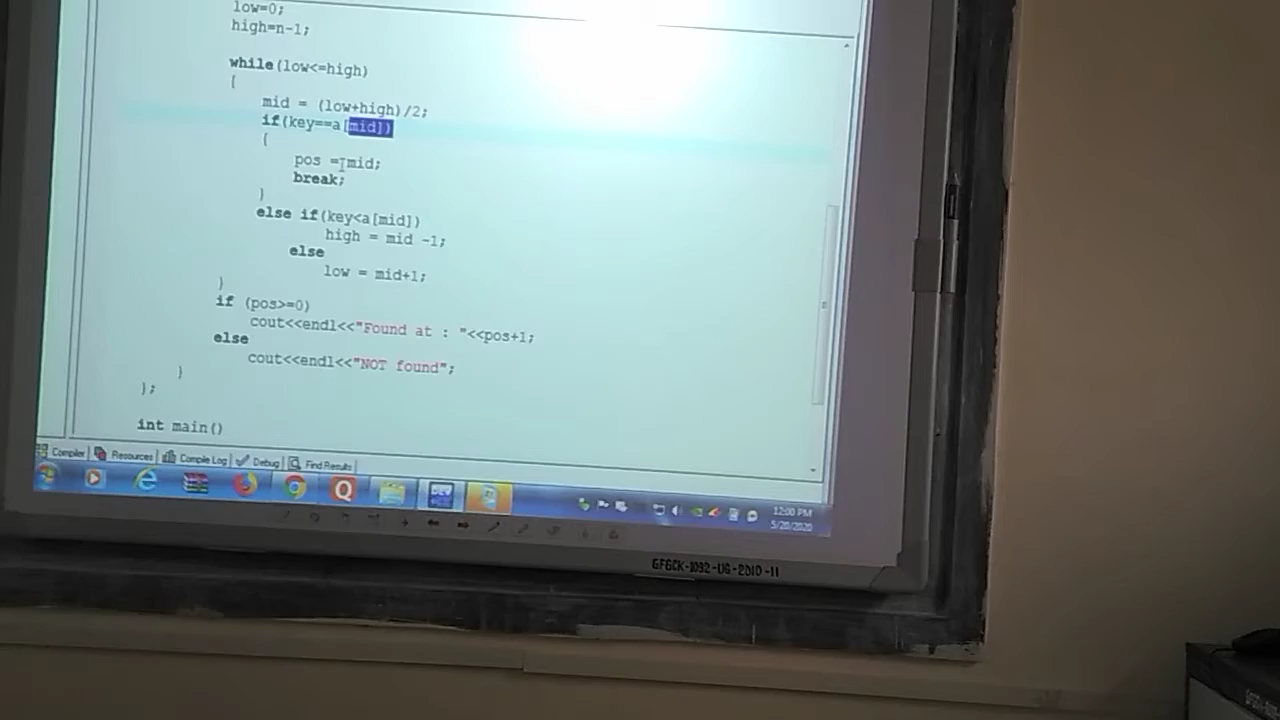 low=0;
high=n-1;
while(low<=high)
{
mid = (low+high)/2;
if(key==a[mid])
{
pos =mid;
break;
}
else if(key<a[mid])
high = mid -1;
else
low = mid+1;
}
if (pos>=0)
cout<<endl<<"Found at : "<<pos+1;
else
cout<<endl<<"NOT found";
}
};
int main()
Compiler Resources Compile Log Debug Find Results
DEV
12:00 PM
5/20/2020
GFGCK-1092-UG-2010-11